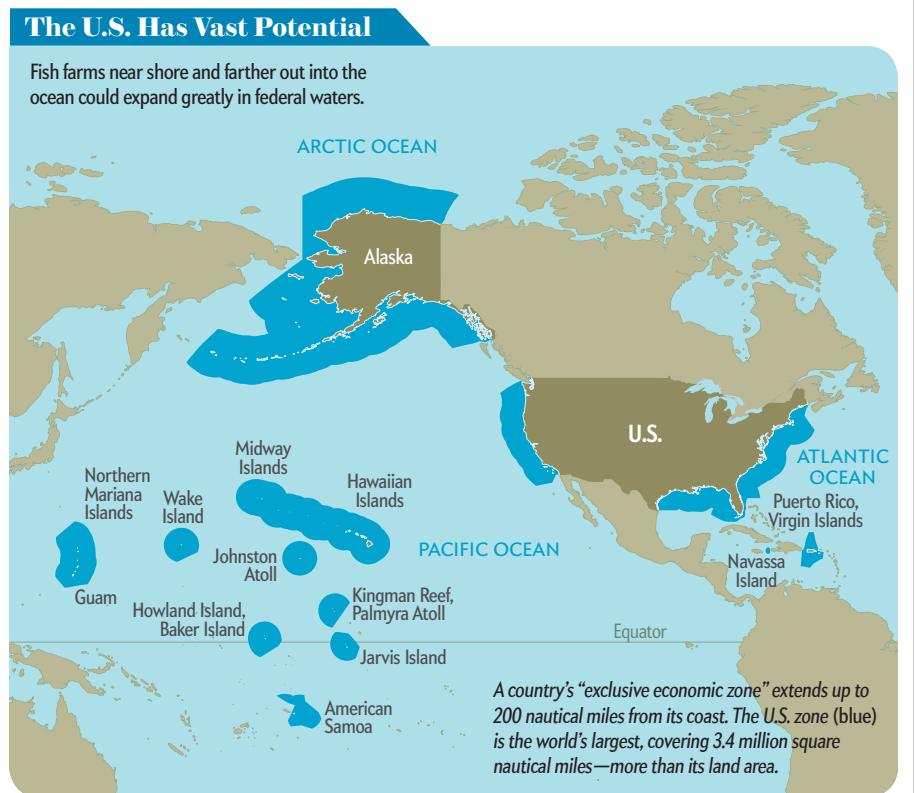 The U.S. Has Vast Potential
Fish farms near shore and farther out into the
ocean could expand greatly in federal waters.
ARCTIC OCEAN
Alaska
U.S.
ATLANTIC
OCEAN
Midway
Islands
Hawaiian
Islands
Northern
Mariana
Islands
Wake
Island
Puerto Rico,
Virgin Islands
Johnston
Atoll
PACIFIC OCEAN
Navassa
Island
Guam
Howland Island,
Baker Island
Kingman Reef,
Palmyra Atoll
Equator
Jarvis Island
American
Samoa
A country's “exclusive economic zone” extends up to
200 nautical miles from its coast. The U.S. zone (blue)
is the world’s largest, covering 3.4 million square
nautical miles—more than its land area.